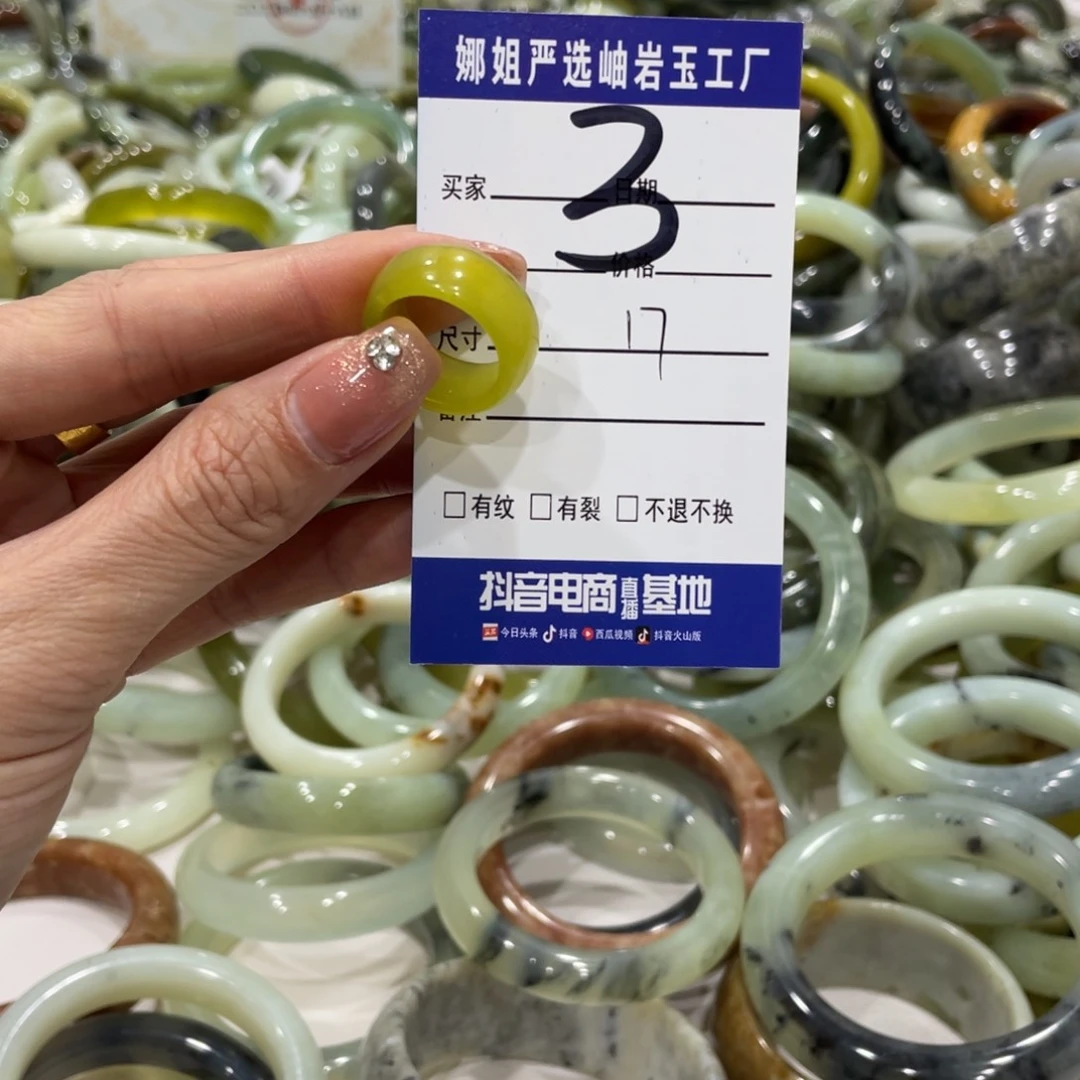 娜姐严选岫岩玉工厂
3
买家 日期
价格
尺寸 17
备注
□有纹 □有裂 □不退不换
抖音电商直播基地
今日头条 抖音 西瓜视频 抖音火山版